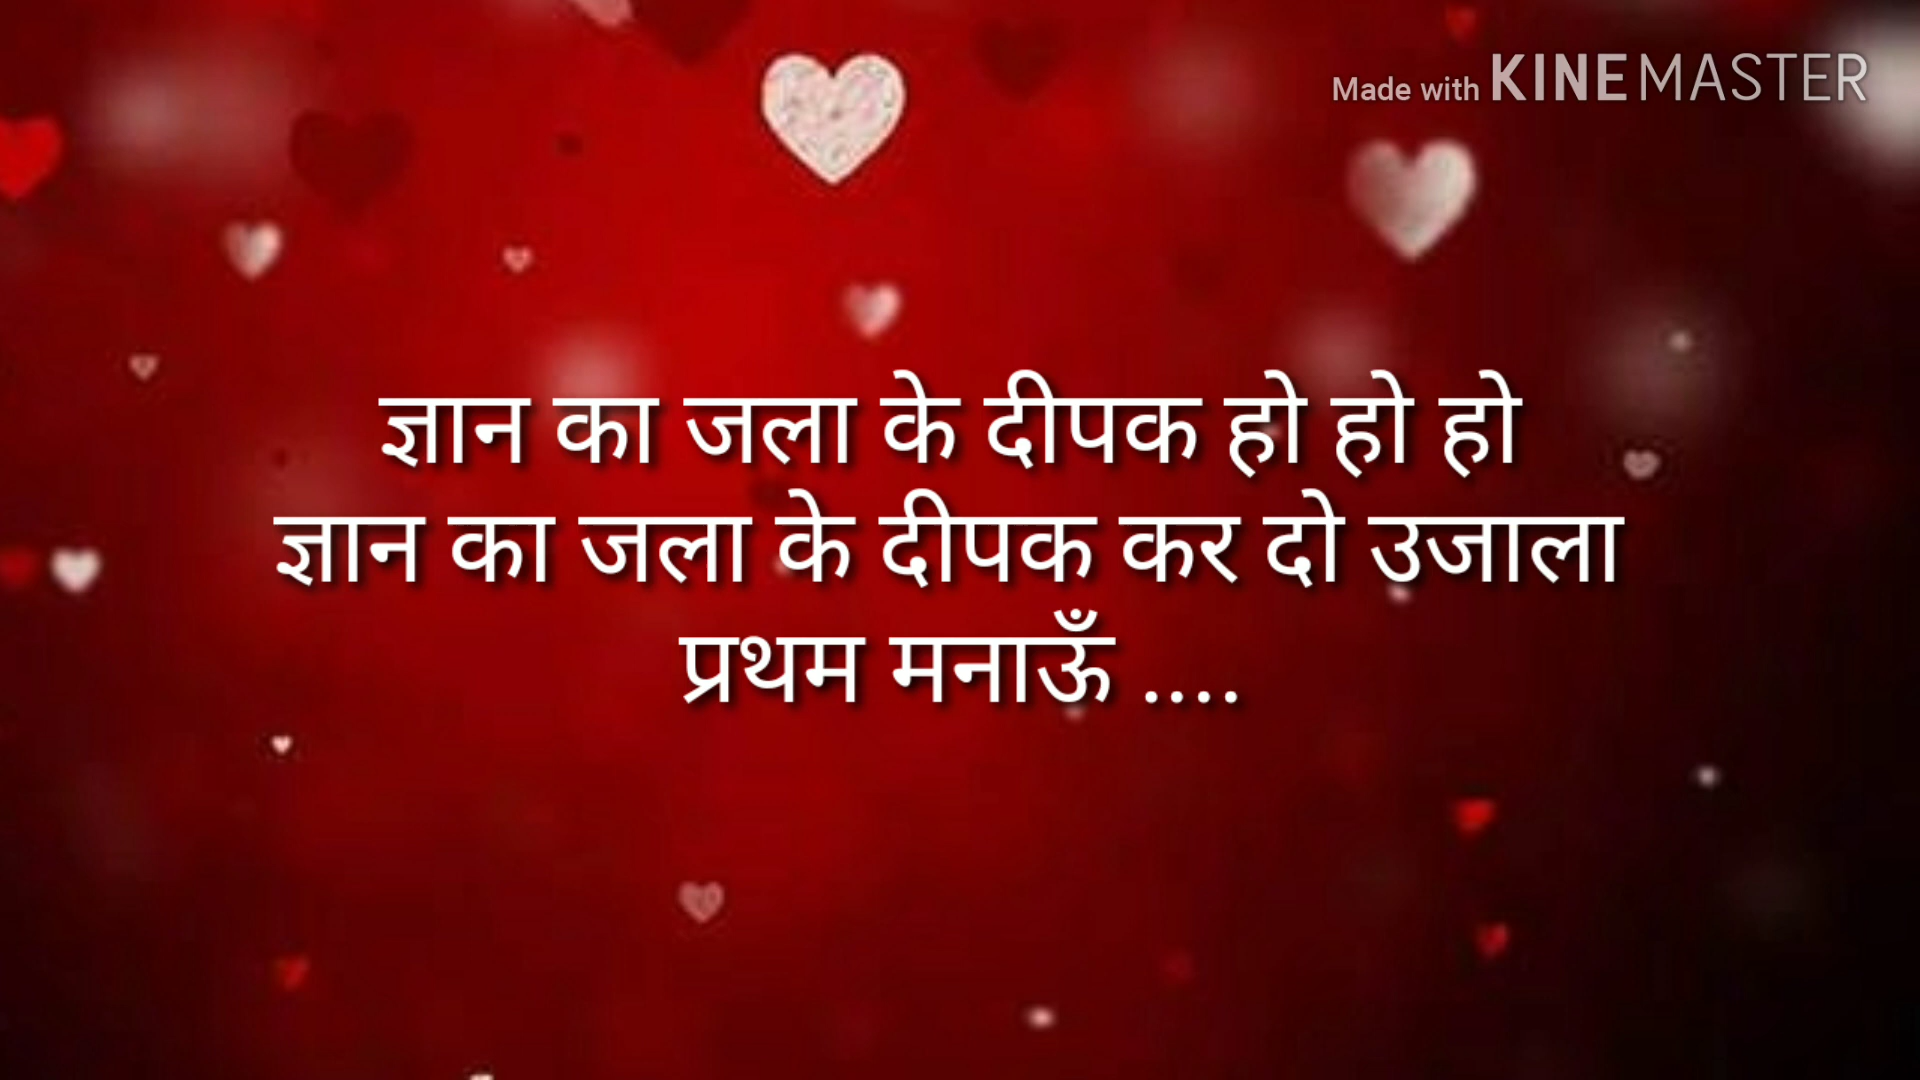 Made with KINEMASTER
ज्ञान का जला के दीपक हो हो हो
ज्ञान का जला के दीपक कर दो उजाला
प्रथम मनाऊँ ....